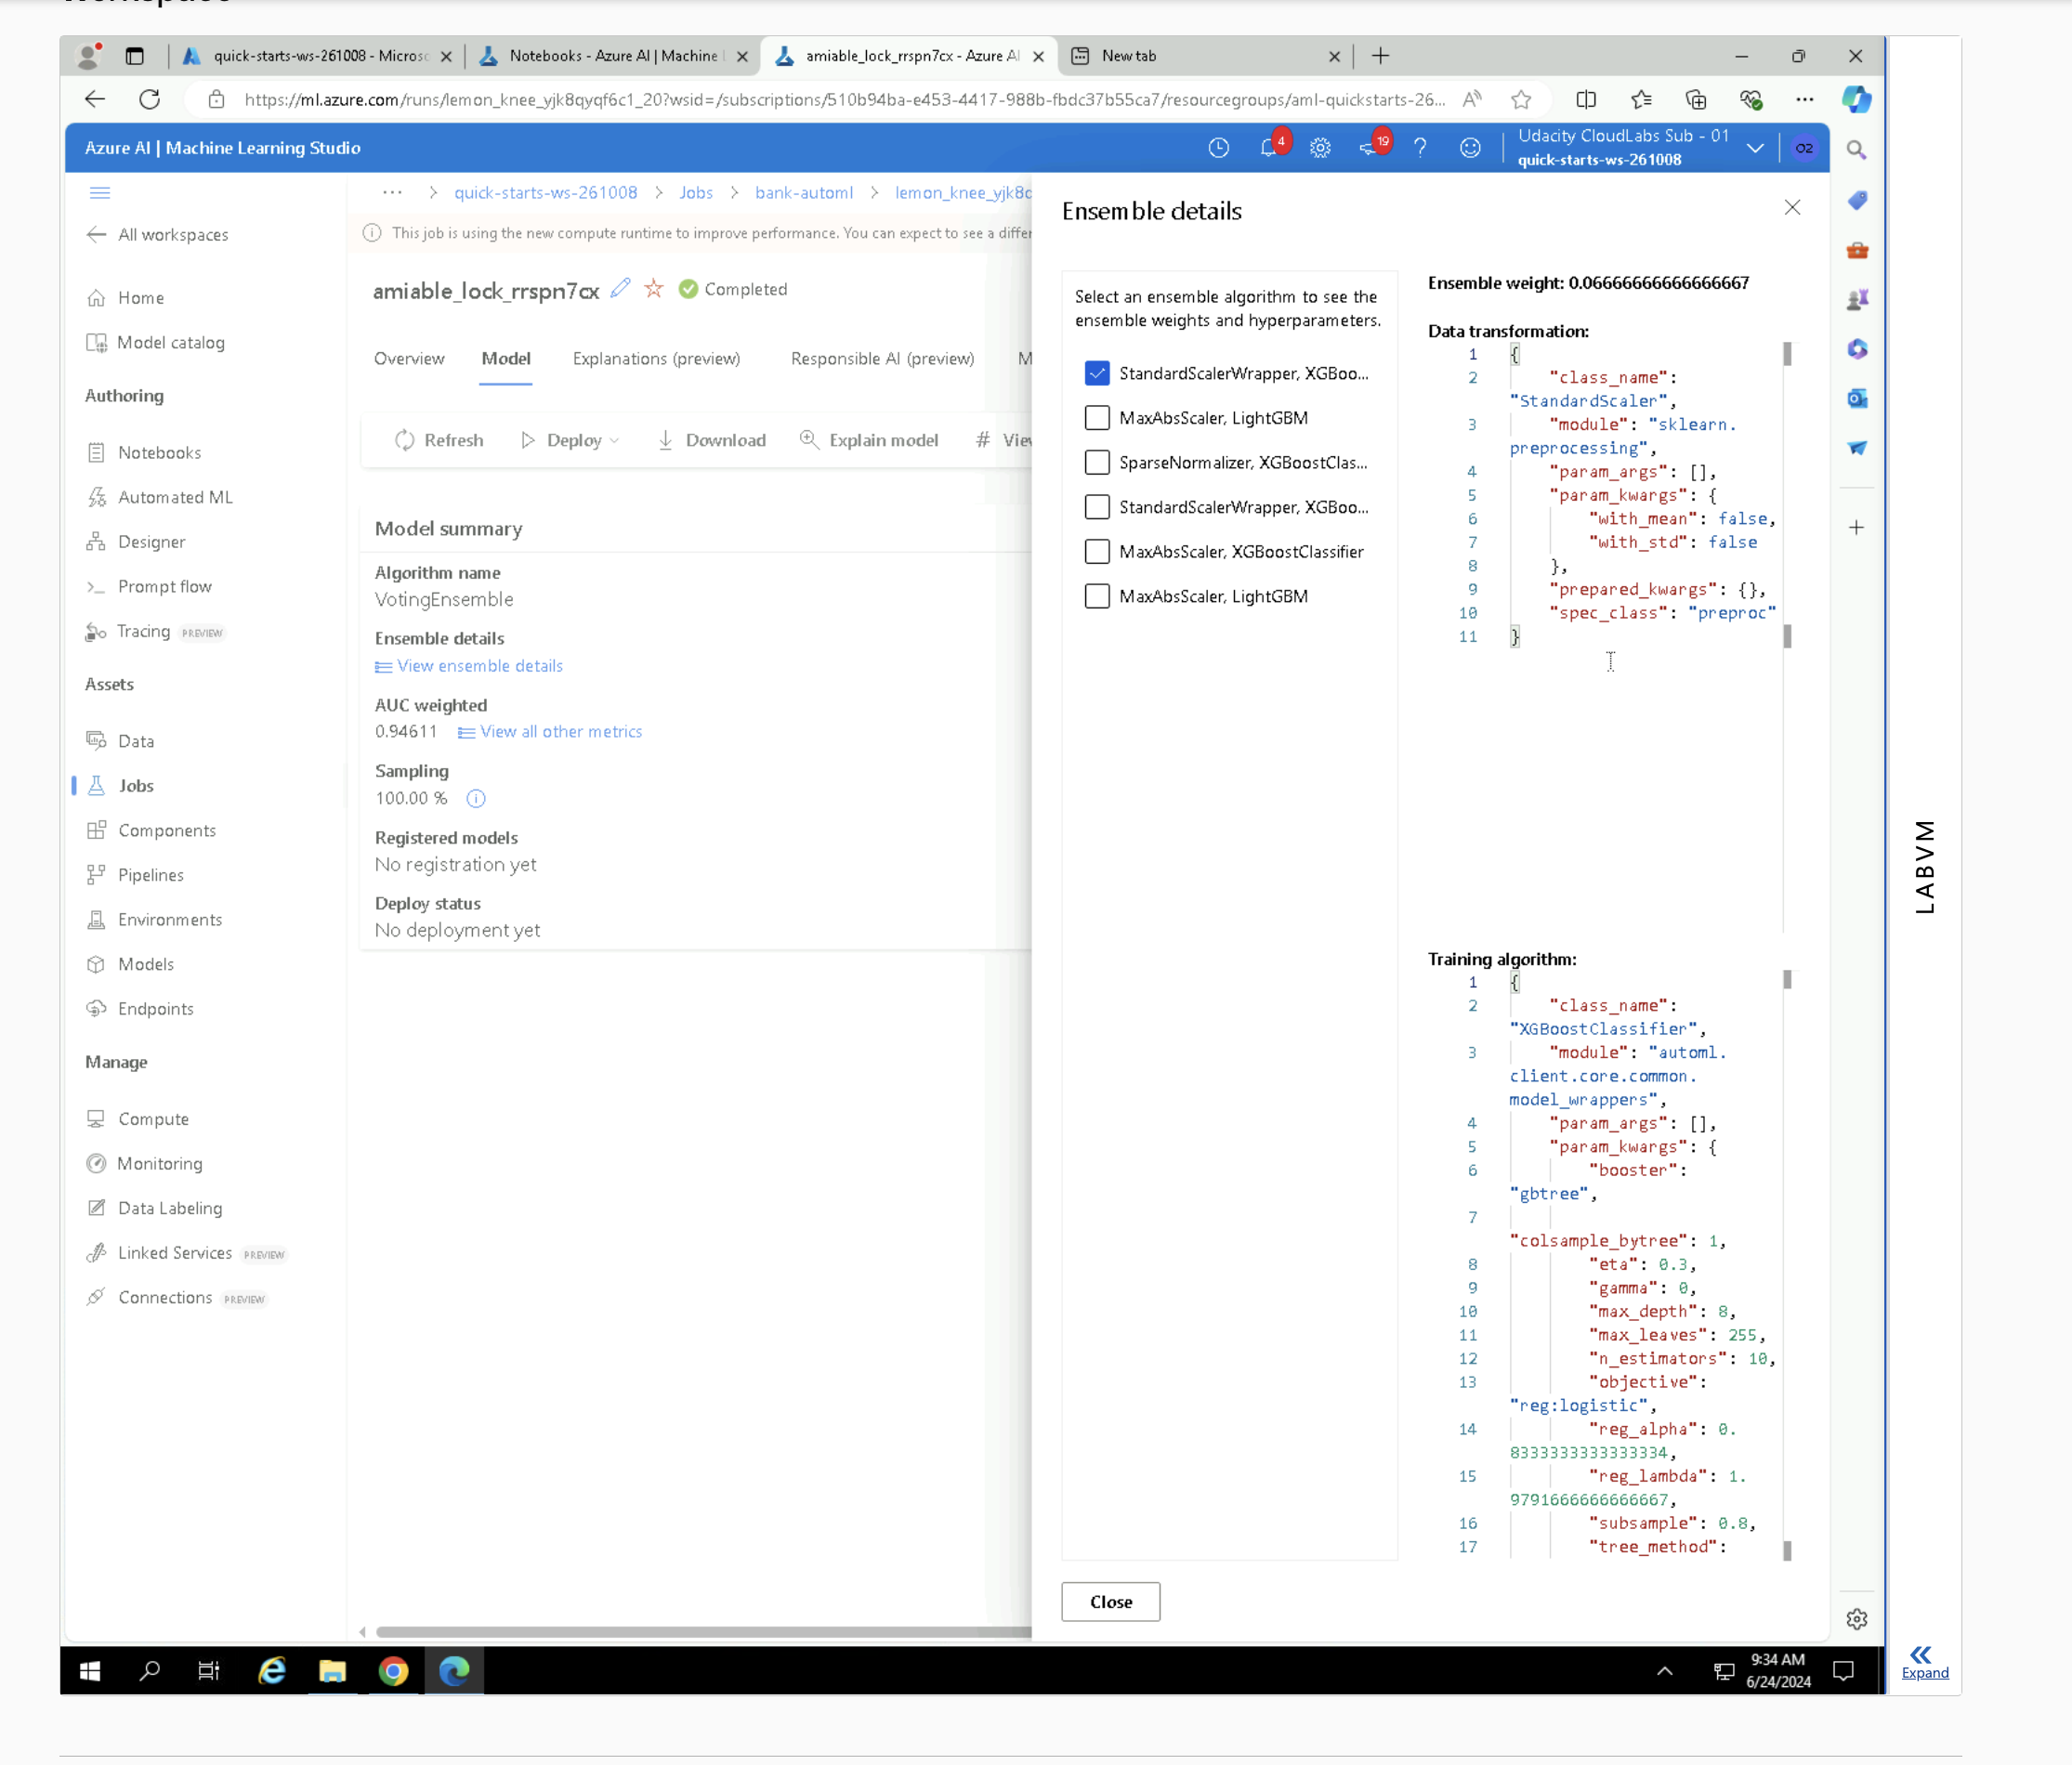 quick-starts-ws-261008 - Microsc
Notebooks - Azure AI | Machine L
amiable_lock_rrspn7cx - Azure AI
New tab
https://ml.azure.com/runs/lemon_knee_yjk8qyqf6c1_20?wsid=/subscriptions/510b94ba-e453-4417-988b-fbdc37b55ca7/resourcegroups/aml-quickstarts-26...
Azure AI | Machine Learning Studio
4
19
Udacity CloudLabs Sub - 01
quick-starts-ws-261008
O2
All workspaces
Home
Model catalog
Authoring
Notebooks
Automated ML
Designer
Prompt flow
Tracing PREVIEW
Assets
Data
Jobs
Components
Pipelines
Environments
Models
Endpoints
Manage
Compute
Monitoring
Data Labeling
Linked Services PREVIEW
Connections PREVIEW
... > quick-starts-ws-261008 > Jobs > bank-automl > lemon_knee_yjk8q
This job is using the new compute runtime to improve performance. You can expect to see a differ
amiable_lock_rrspn7cx Completed
Overview Model Explanations (preview) Responsible AI (preview) M
Refresh Deploy Download Explain model # View
Model summary
Algorithm name
VotingEnsemble
Ensemble details
View ensemble details
AUC weighted
0.94611 View all other metrics
Sampling
100.00 %
Registered models
No registration yet
Deploy status
No deployment yet
Ensemble details
Select an ensemble algorithm to see the
ensemble weights and hyperparameters.
StandardScalerWrapper, XGBoo...
MaxAbsScaler, LightGBM
SparseNormalizer, XGBoostClas...
StandardScalerWrapper, XGBoo...
MaxAbsScaler, XGBoostClassifier
MaxAbsScaler, LightGBM
Close
Ensemble weight: 0.06666666666666667
Data transformation:
1 {
2 "class_name":
"StandardScaler",
3 "module": "sklearn.
preprocessing",
4 "param_args": [],
5 "param_kwargs": {
6 "with_mean": false,
7 "with_std": false
8 },
9 "prepared_kwargs": {},
10 "spec_class": "preproc"
11 }
Training algorithm:
1 {
2 "class_name":
"XGBoostClassifier",
3 "module": "automl.
client.core.common.
model_wrappers",
4 "param_args": [],
5 "param_kwargs": {
6 "booster":
"gbtree",
7
"colsample_bytree": 1,
8 "eta": 0.3,
9 "gamma": 0,
10 "max_depth": 8,
11 "max_leaves": 255,
12 "n_estimators": 10,
13 "objective":
"reg:logistic",
14 "reg_alpha": 0.
8333333333333334,
15 "reg_lambda": 1.
9791666666666667,
16 "subsample": 0.8,
17 "tree_method":
9:34 AM
6/24/2024
LABVM
Expand